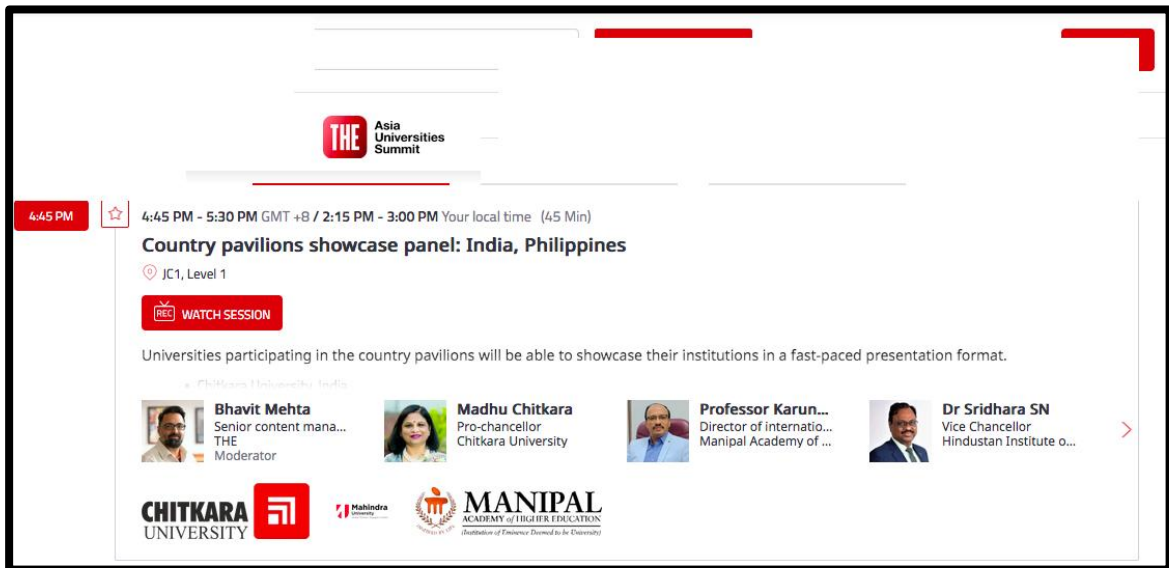 THE Asia
Universities
Summit
4:45 PM
4:45 PM - 5:30 PM GMT +8 / 2:15 PM - 3:00 PM Your local time (45 Min)
Country pavilions showcase panel: India, Philippines
JC1, Level 1
REC WATCH SESSION
Universities participating in the country pavilions will be able to showcase their institutions in a fast-paced presentation format.
• Chitkara University, India
Bhavit Mehta
Senior content mana...
THE
Moderator
Madhu Chitkara
Pro-chancellor
Chitkara University
Professor Karun...
Director of internatio...
Manipal Academy of ...
Dr Sridhara SN
Vice Chancellor
Hindustan Institute o...
CHITKARA
UNIVERSITY
Mahindra
University
MANIPAL
ACADEMY of HIGHER EDUCATION
(Institution of Eminence Deemed to be University)